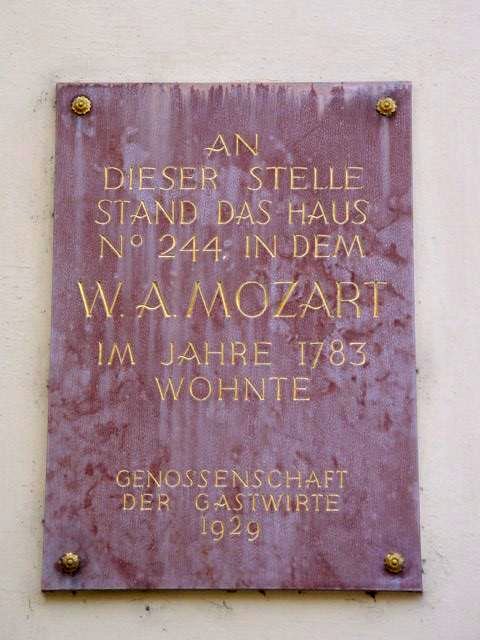 AN
DIESER STELLE
STAND DAS HAUS
Nº 244. IN DEM
W. A. MOZART
IM JAHRE 1783
WOHNTE
GENOSSENSCHAFT
DER GASTWIRTE
1929